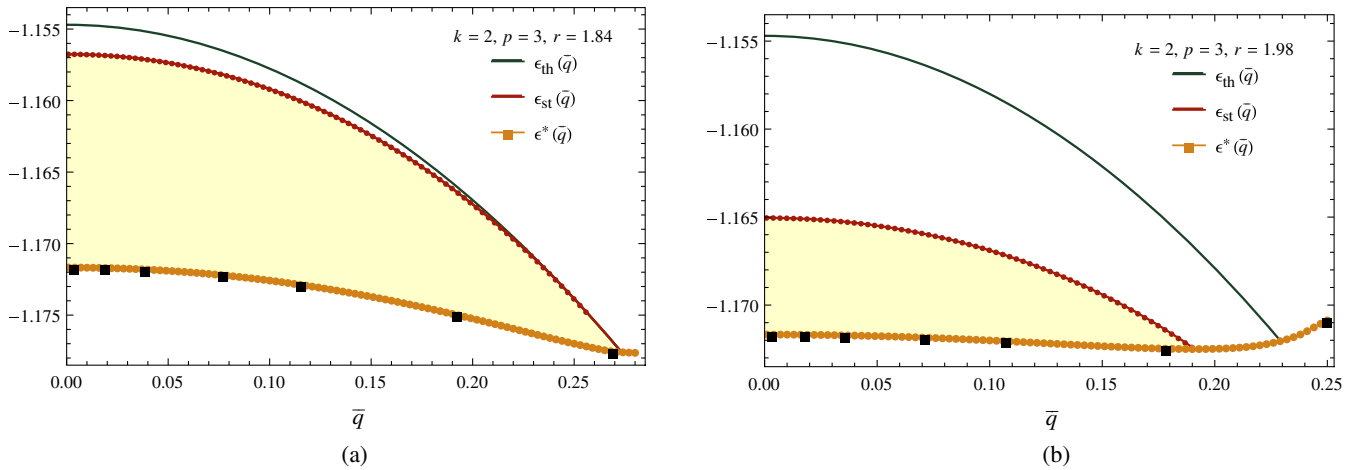 k = 2, p = 3, r = 1.84
ϵth(q̄)
ϵst(q̄)
ϵ*(q̄)
−1.155
−1.160
−1.165
−1.170
−1.175
0.00 0.05 0.10 0.15 0.20 0.25
q̄
(a)
k = 2, p = 3, r = 1.98
ϵth(q̄)
ϵst(q̄)
ϵ*(q̄)
−1.155
−1.160
−1.165
−1.170
0.00 0.05 0.10 0.15 0.20 0.25
q̄
(b)